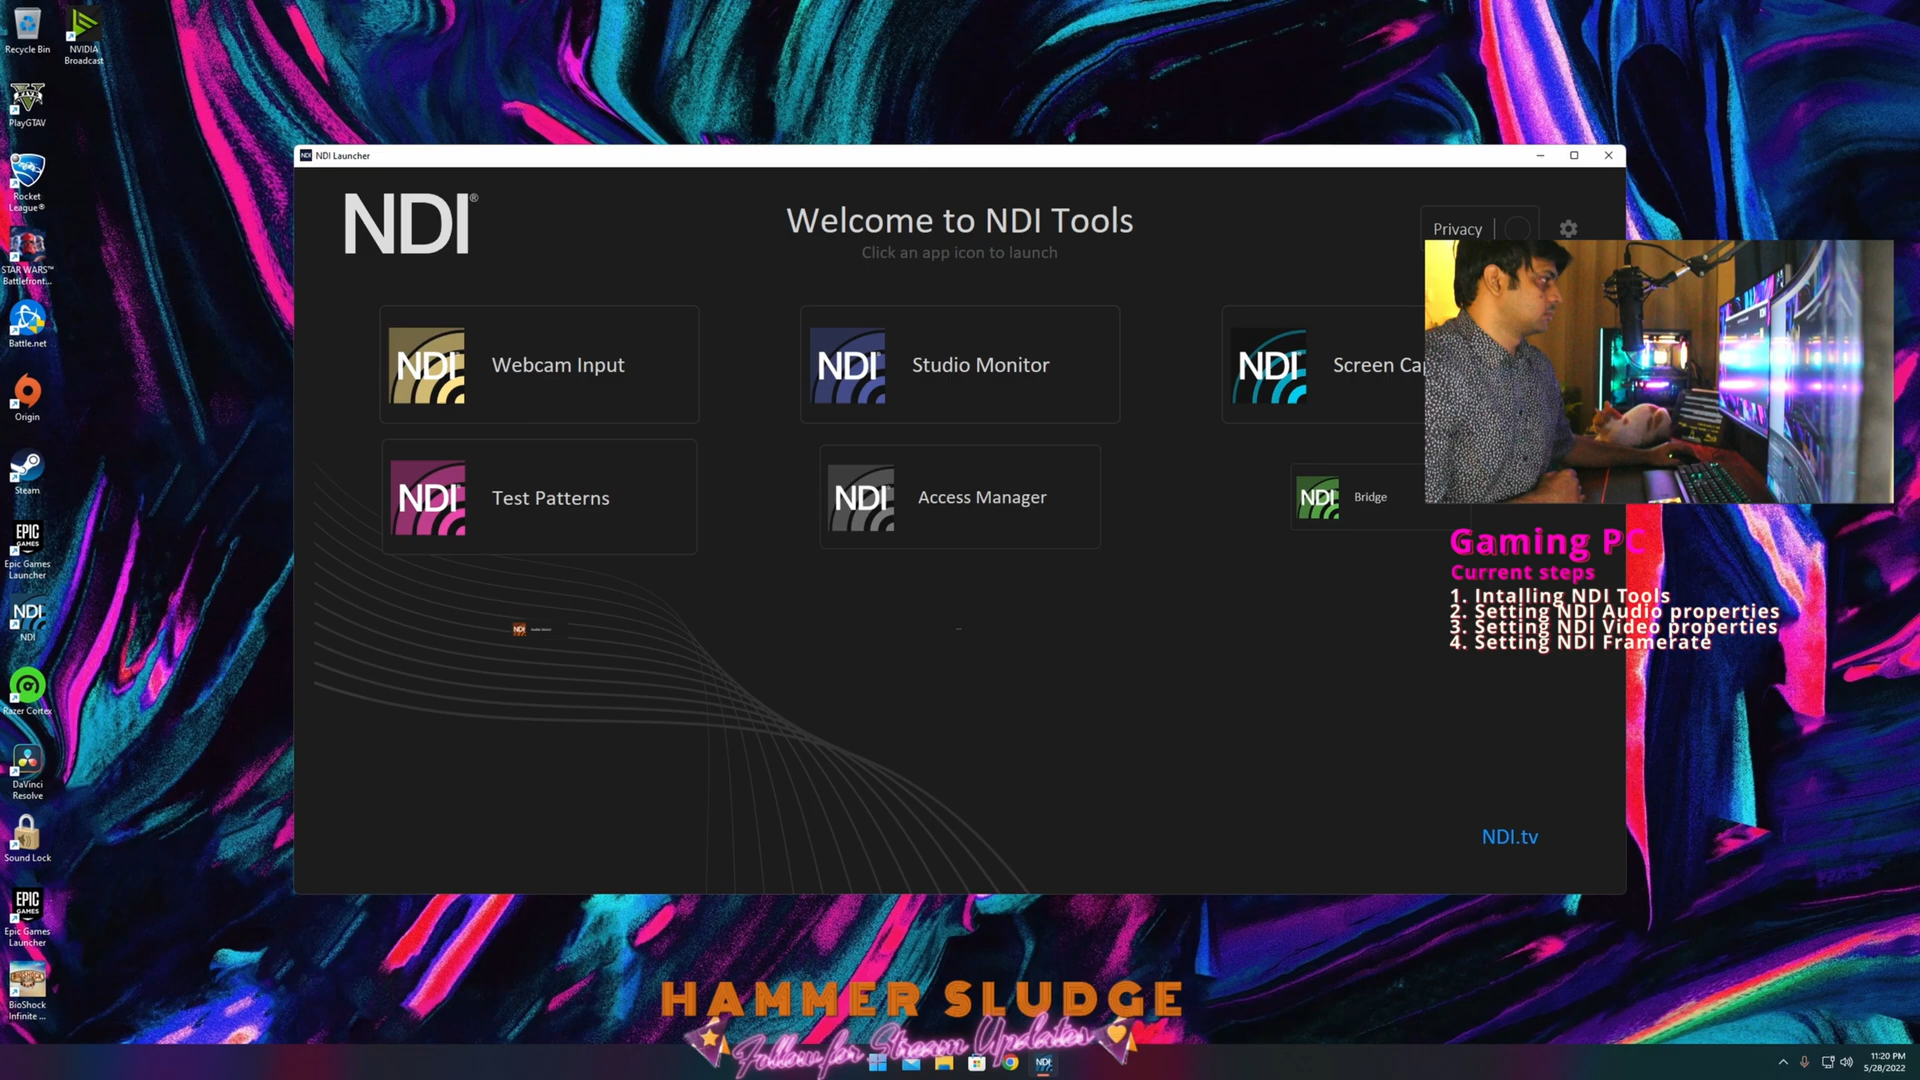 Recycle Bin
NVIDIA Broadcast
PlayGTAV
Rocket League®
STAR WARS™ Battlefront...
Battle.net
Origin
Steam
EPIC GAMES
Epic Games Launcher
NDI
NDI
Razer Cortex
DaVinci Resolve
Sound Lock
EPIC GAMES
Epic Games Launcher
BioShock Infinite ...
NDI Launcher
NDI®
Welcome to NDI Tools
Click an app icon to launch
Privacy
NDI Webcam Input
NDI Studio Monitor
NDI Screen Cap
NDI Test Patterns
NDI Access Manager
NDI Bridge
NDI
NDI.tv
Gaming PC
Current steps
1. Intalling NDI Tools
2. Setting NDI Audio properties
3. Setting NDI Video properties
4. Setting NDI Framerate
HAMMER SLUDGE
Follow for Stream Updates
NDI
11:20 PM
5/28/2022